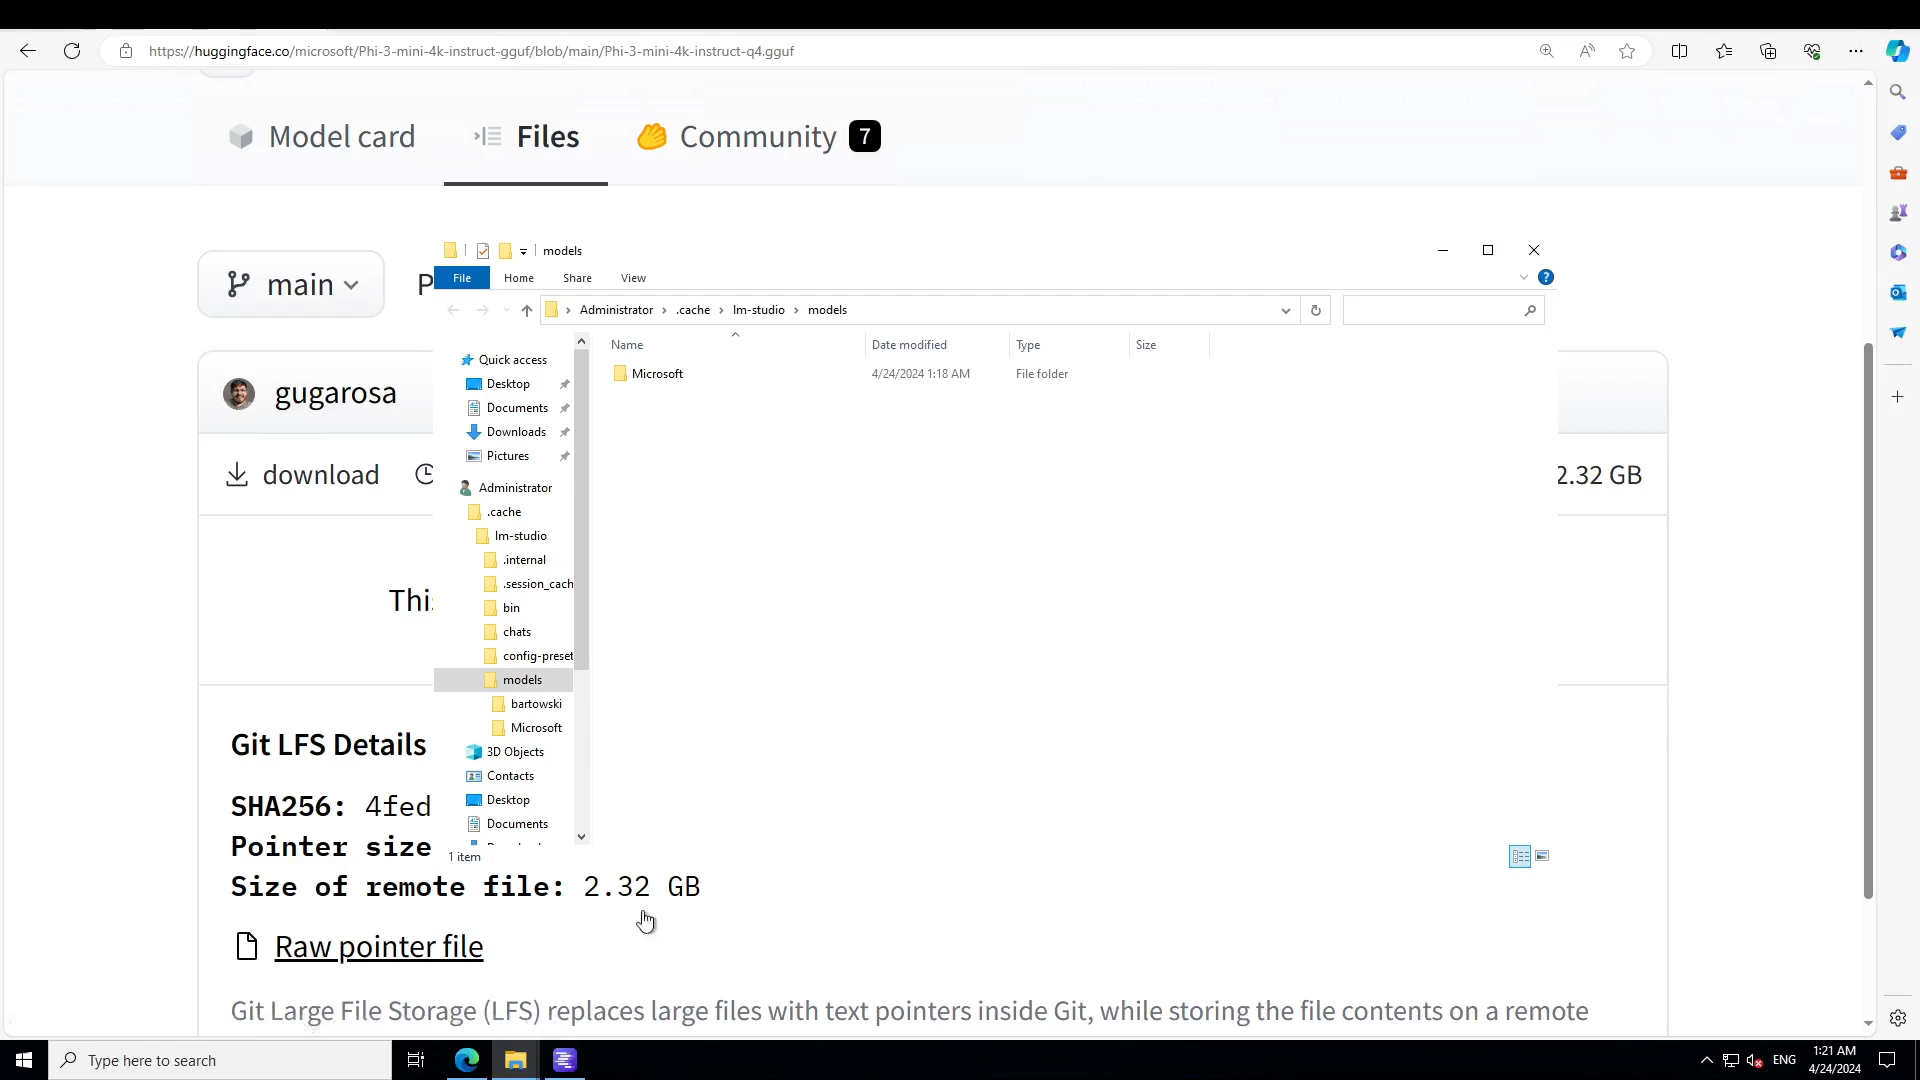 https://huggingface.co/microsoft/Phi-3-mini-4k-instruct-gguf/blob/main/Phi-3-mini-4k-instruct-q4.gguf
Model card
Files
Community 7
main
P
gugarosa
download
2.32 GB
This
Git LFS Details
SHA256: 4fed
Pointer size
Size of remote file: 2.32 GB
Raw pointer file
Git Large File Storage (LFS) replaces large files with text pointers inside Git, while storing the file contents on a remote
models
File Home Share View
Administrator .cache lm-studio models
Name Date modified Type Size
Microsoft 4/24/2024 1:18 AM File folder
Quick access
Desktop
Documents
Downloads
Pictures
Administrator
.cache
lm-studio
.internal
.session_cach
bin
chats
config-preset
models
bartowski
Microsoft
3D Objects
Contacts
Desktop
Documents
1 item
Type here to search
ENG
1:21 AM
4/24/2024